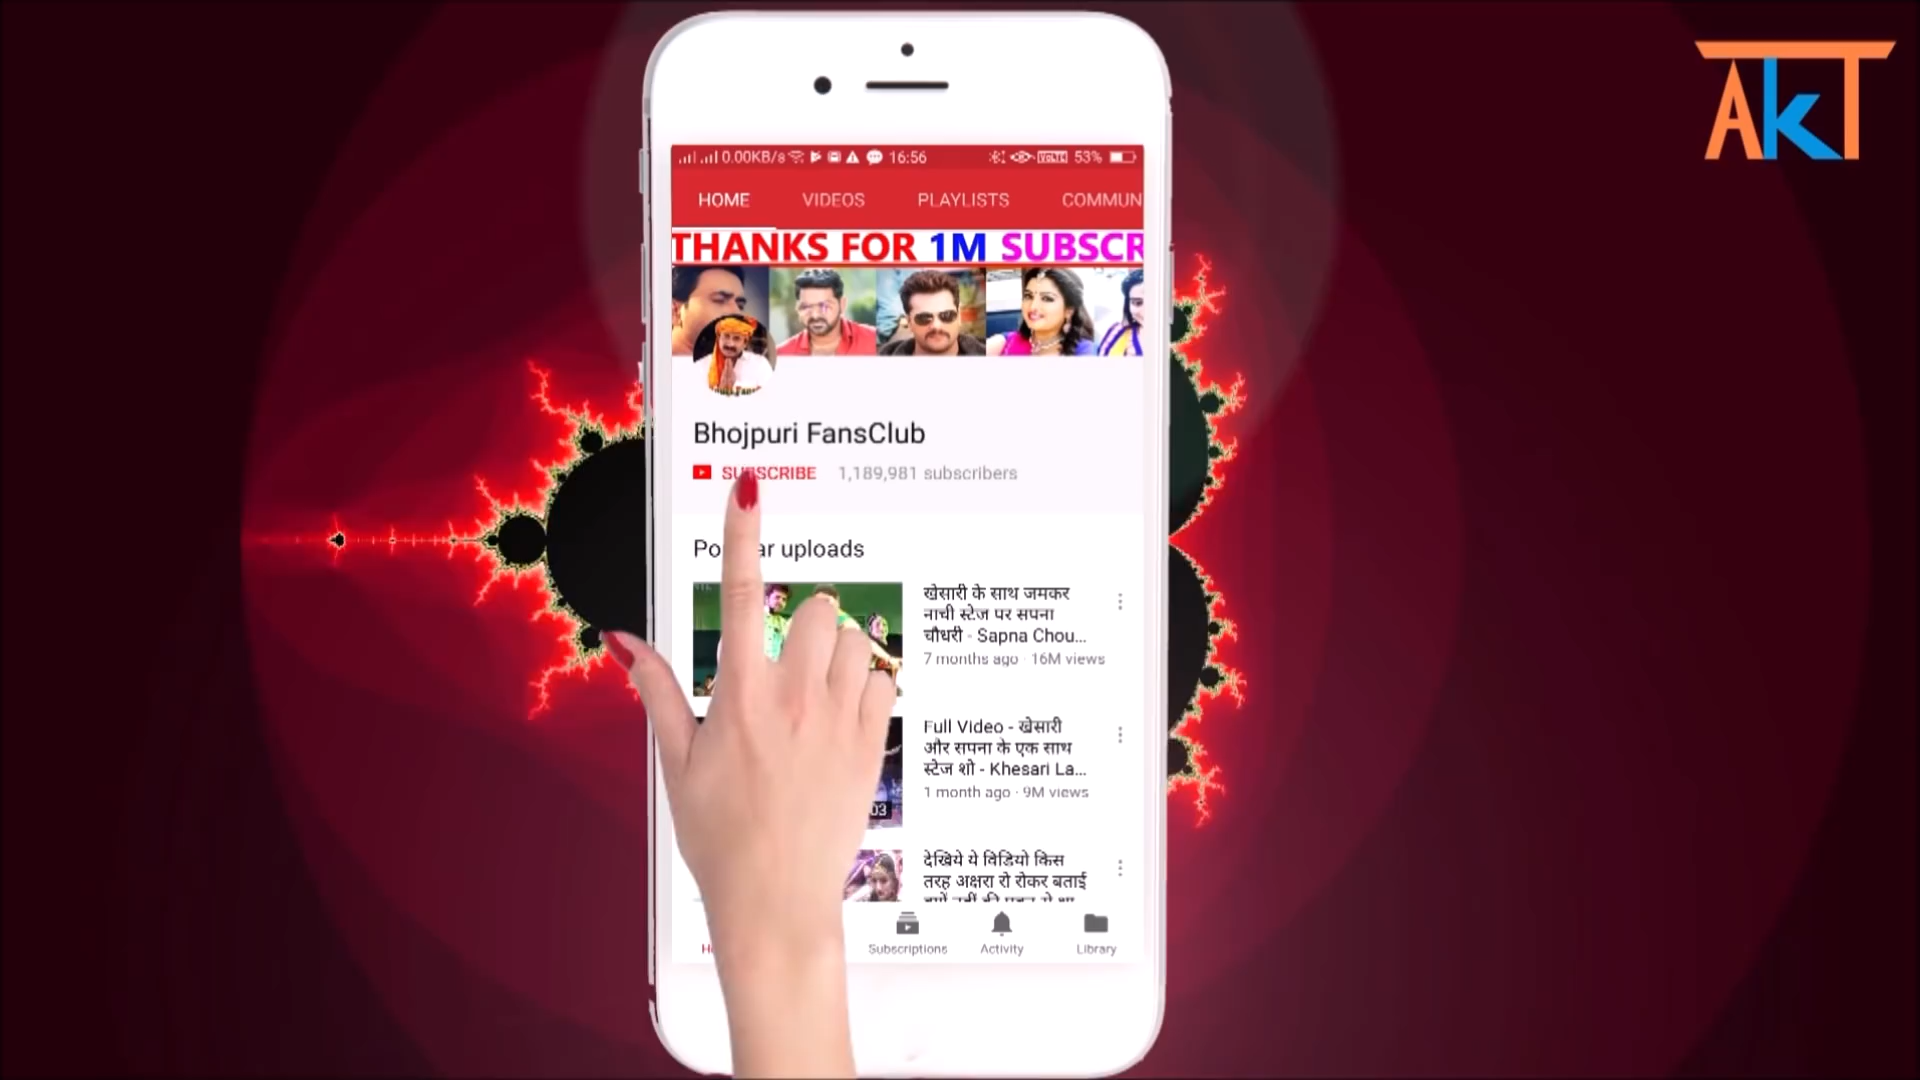 AKT
0.00KB/s 16:56 VoLTE 53%
HOME VIDEOS PLAYLISTS COMMUN
THANKS FOR 1M SUBSCR
Bhojpuri FansClub
SUBSCRIBE 1,189,981 subscribers
uploads
खेसारी के साथ जमकर
नाची स्टेज पर सपना
चौधरी - Sapna Chou...
7 months ago · 16M views
Full Video - खेसारी
और सपना के एक साथ
स्टेज शो - Khesari La...
1 month ago · 9M views
03
देखिये ये विडियो किस
तरह अक्षरा रो रोकर बताई
Subscriptions Activity Library